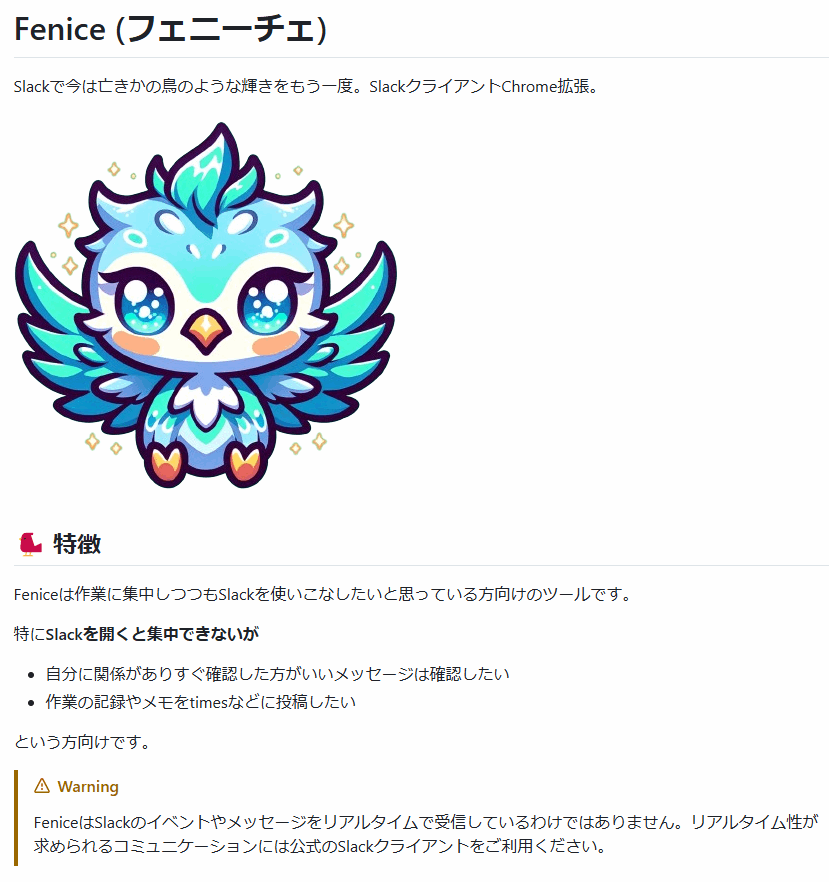 Fenice (フェニーチェ)
Slackで今は亡きかの鳥のような輝きをもう一度。SlackクライアントChrome拡張。
特徴
Feniceは作業に集中しつつもSlackを使いこなしたいと思っている方向けのツールです。
特にSlackを開くと集中できないが
自分に関係がありすぐ確認した方がいいメッセージは確認したい
作業の記録やメモをtimesなどに投稿したい
という方向けです。
Warning
FeniceはSlackのイベントやメッセージをリアルタイムで受信しているわけではありません。リアルタイム性が
求められるコミュニケーションには公式のSlackクライアントをご利用ください。